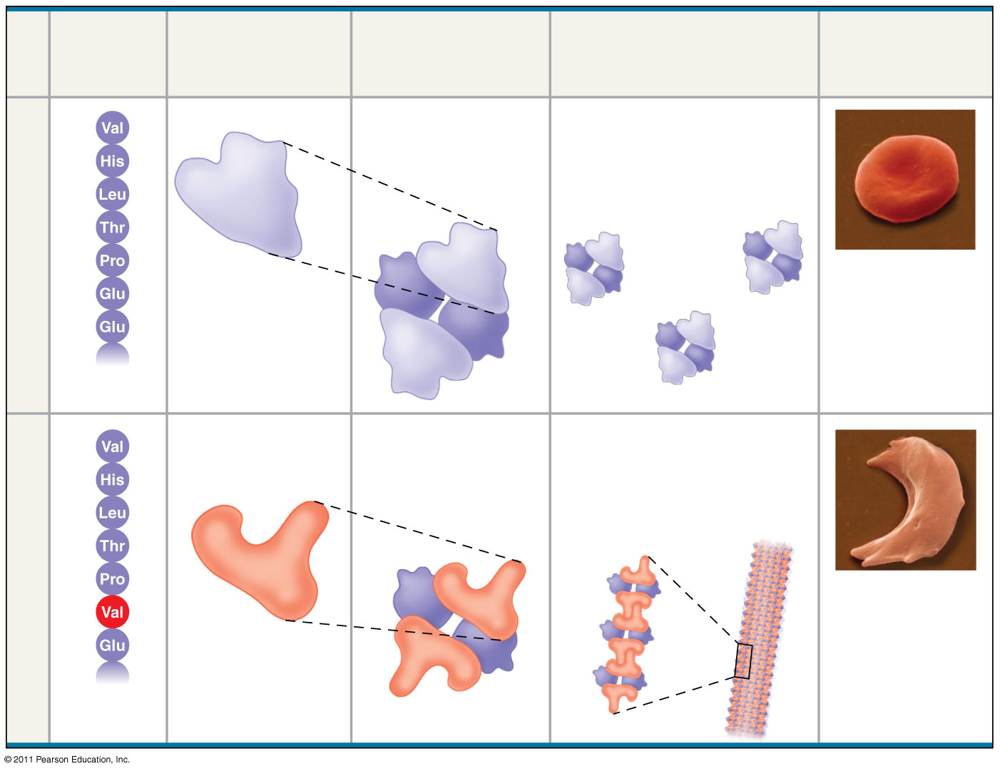 Val
His
Leu
Thr
Pro
Glu
Glu
Val
His
Leu
Thr
Pro
Val
Glu
© 2011 Pearson Education, Inc.